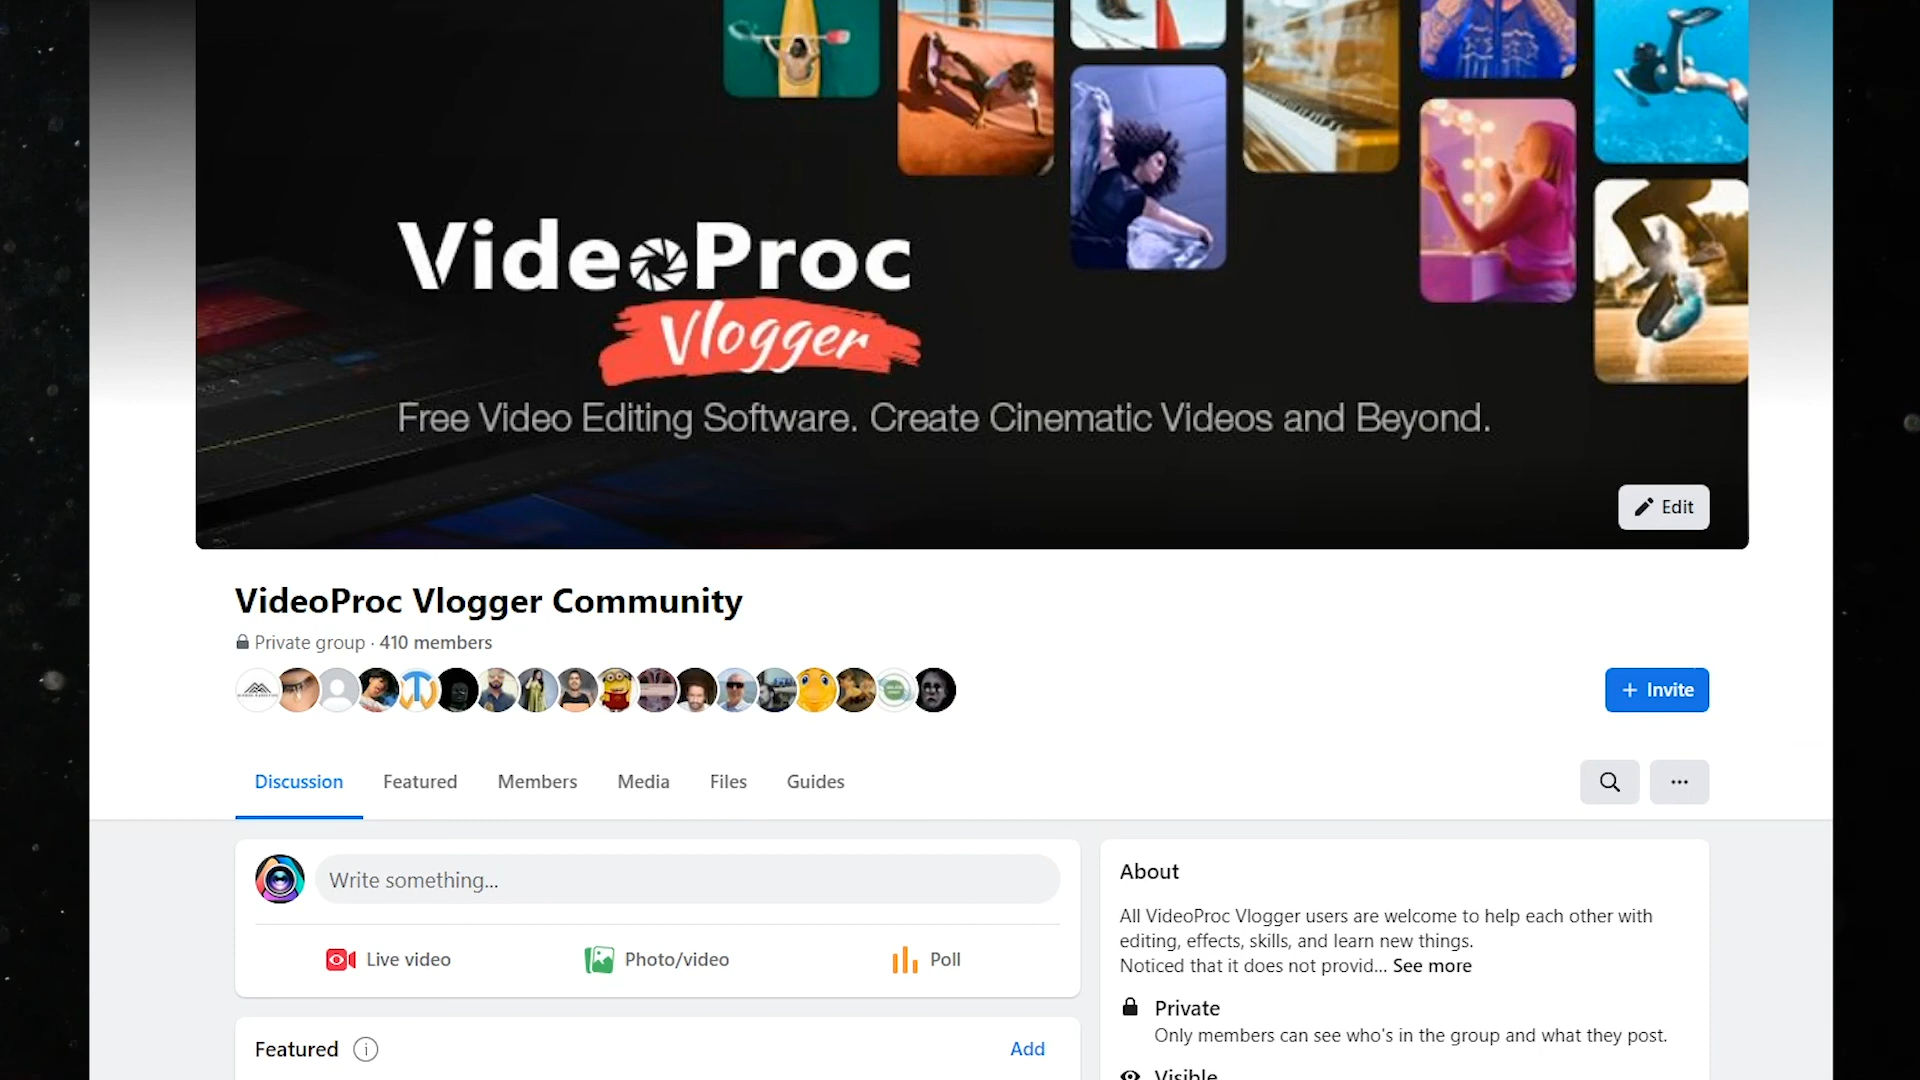 VideoProc
Vlogger
Free Video Editing Software. Create Cinematic Videos and Beyond.
Edit
VideoProc Vlogger Community
Private group · 410 members
+ Invite
Discussion Featured Members Media Files Guides
Write something...
Live video Photo/video Poll
Featured
Add
About
All VideoProc Vlogger users are welcome to help each other with
editing, effects, skills, and learn new things.
Noticed that it does not provid... See more
Private
Only members can see who's in the group and what they post.
Visible